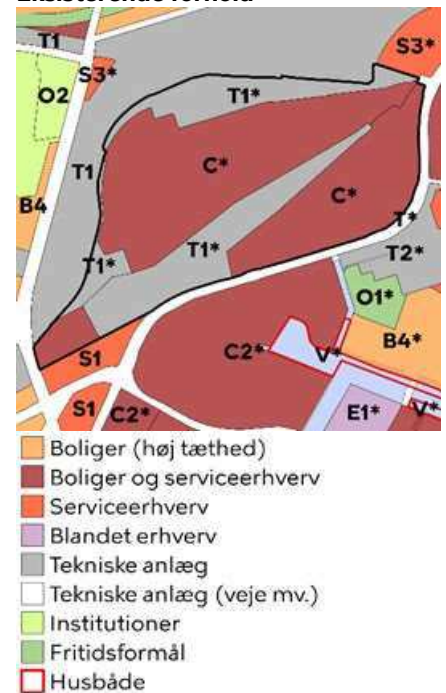 Eksisterende forhold
T1
S3*
S3*
O2
T1*
T1
C*
C*
B4
T*
T1*
T1*
T2*
O1*
B4*
S1
C2*
V*
S1
C2*
E1*
V*
Boliger (høj tæthed)
Boliger og serviceerhverv
Serviceerhverv
Blandet erhverv
Tekniske anlæg
Tekniske anlæg (veje mv.)
Institutioner
Fritidsformål
Husbåde